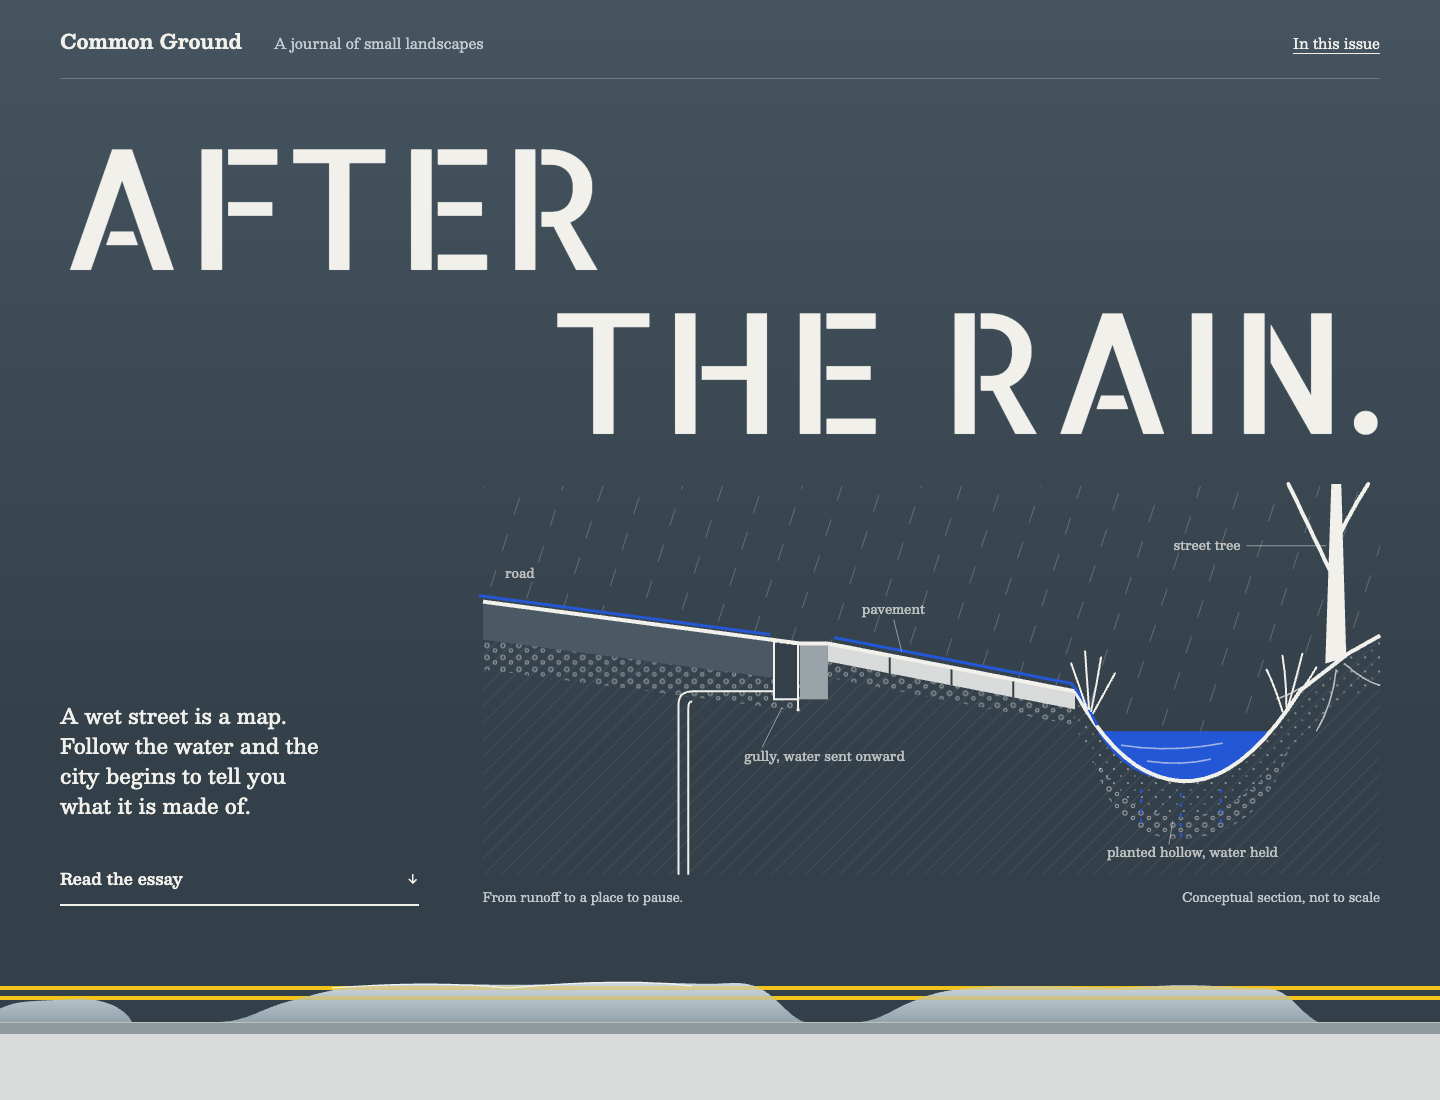 Common Ground
A journal of small landscapes
In this issue
AFTER
THE RAIN.
street tree
road
pavement
gully, water sent onward
planted hollow, water held
A wet street is a map.
Follow the water and the
city begins to tell you
what it is made of.
Read the essay ↓
From runoff to a place to pause.
Conceptual section, not to scale